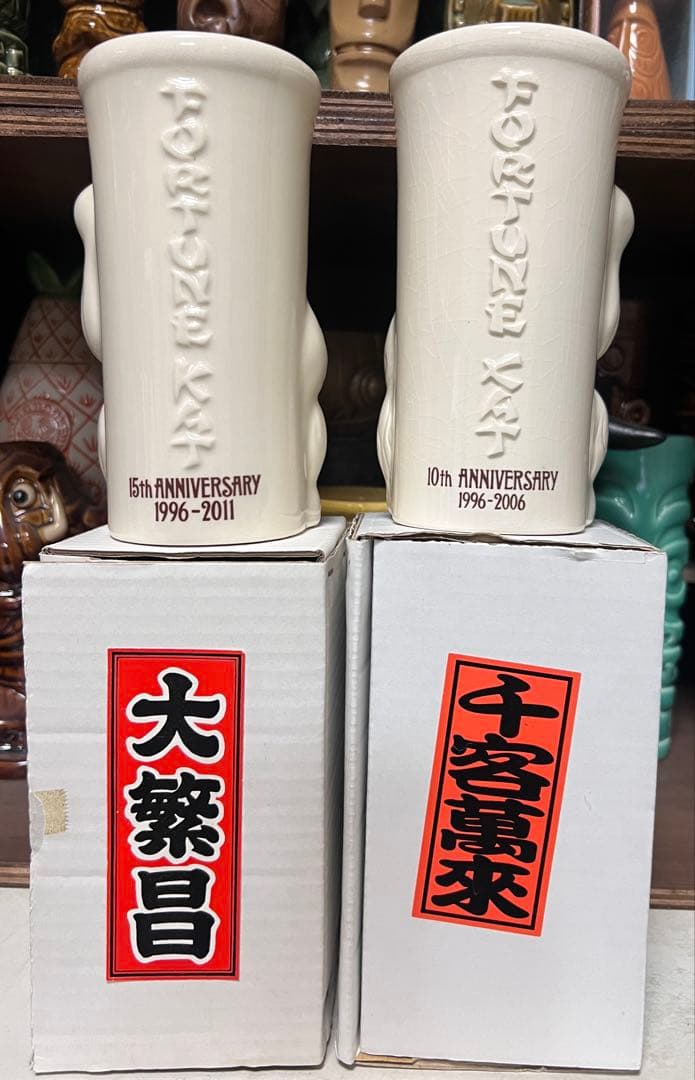 FORTUNE KAT
15th ANNIVERSARY
1996-2011
FORTUNE KAT
10th ANNIVERSARY
1996-2006
大繁昌
千客萬來